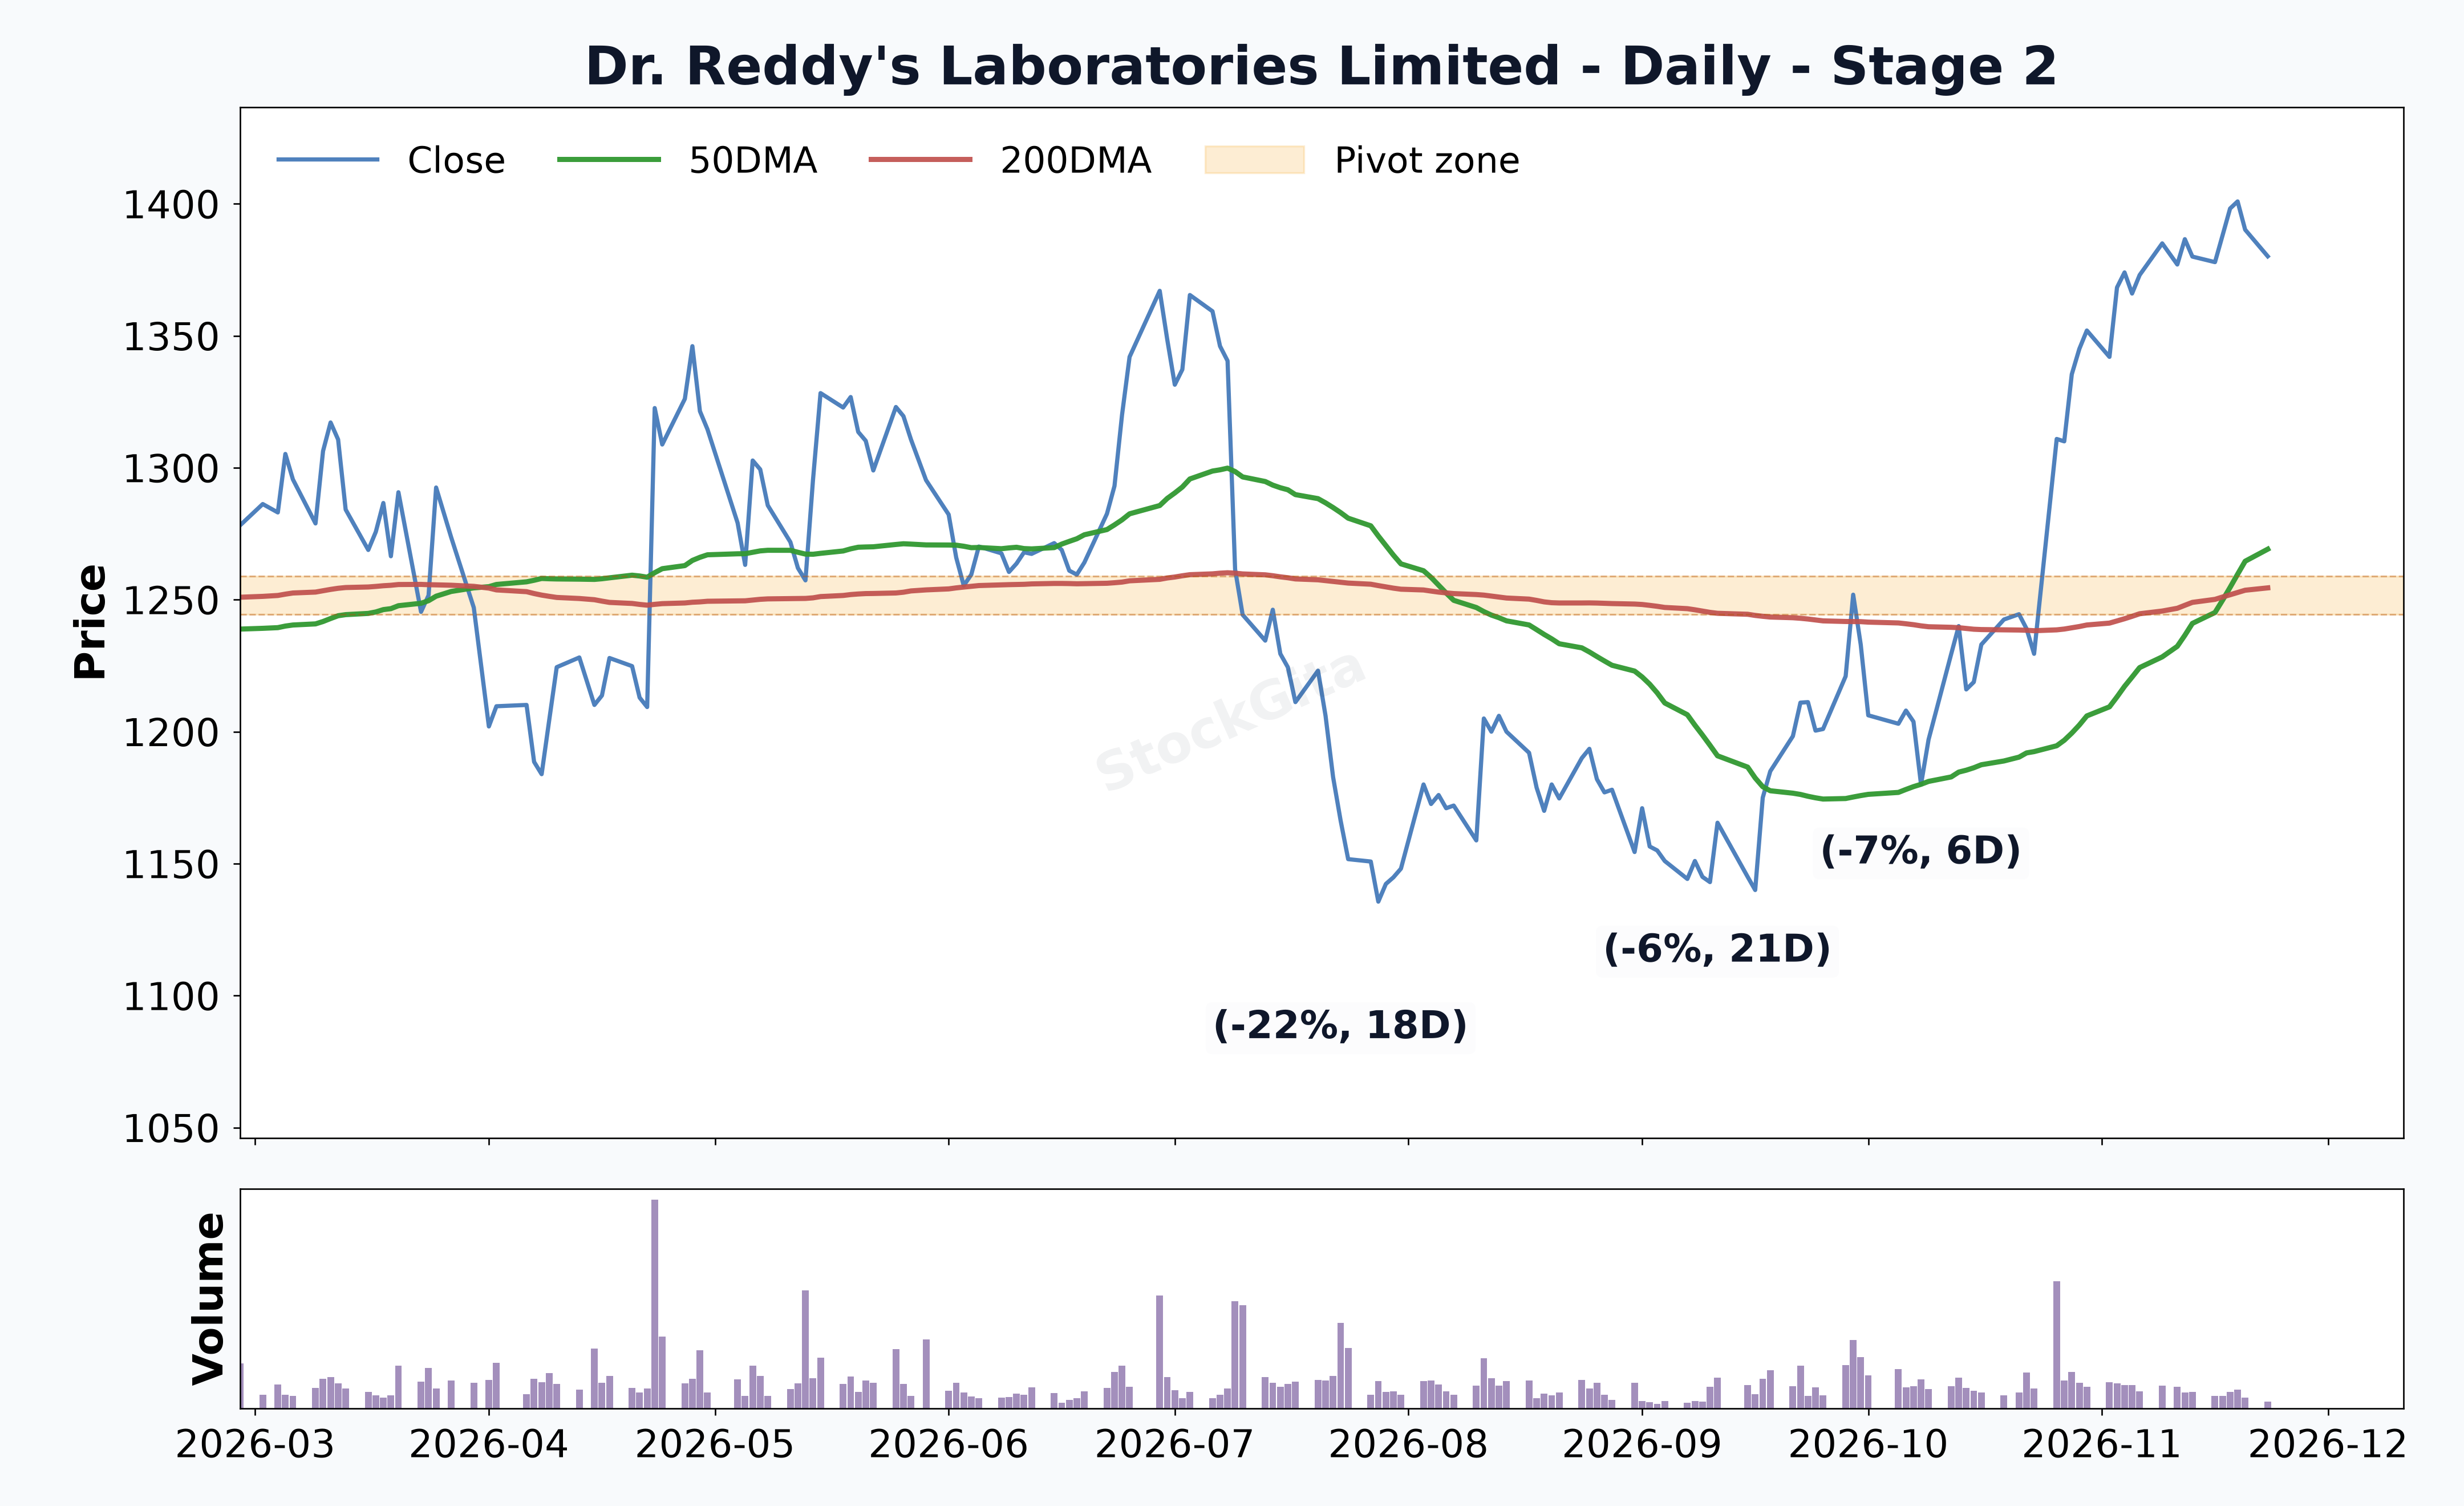 Dr. Reddy's Laboratories Limited - Daily - Stage 2
Close 50DMA 200DMA Pivot zone
Price
1400
1350
1300
1250
1200
1150
1100
1050
StockGita
(-7%, 6D)
(-6%, 21D)
(-22%, 18D)
Volume
2026-03 2026-04 2026-05 2026-06 2026-07 2026-08 2026-09 2026-10 2026-11 2026-12